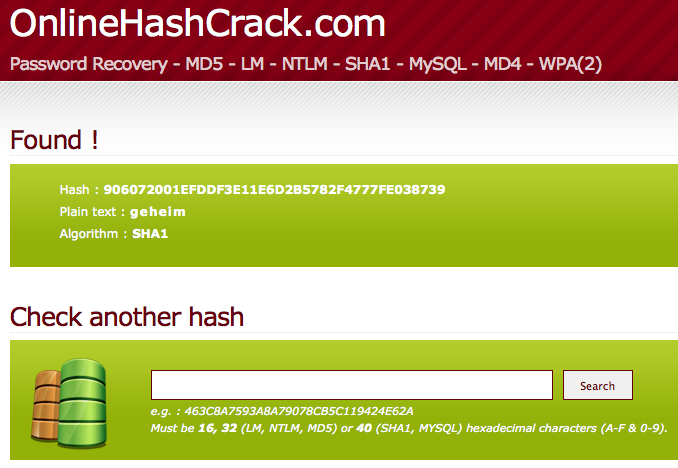 OnlineHashCrack.com
Password Recovery - MD5 - LM - NTLM - SHA1 - MySQL - MD4 - WPA(2)
Found !
Hash : 906072001EFDDF3E11E6D2B5782F4777FE038739
Plain text : geheim
Algorithm : SHA1
Check another hash
Search
e.g. : 463C8A7593A8A79078CB5C119424E62A
Must be 16, 32 (LM, NTLM, MD5) or 40 (SHA1, MYSQL) hexadecimal characters (A-F & 0-9).